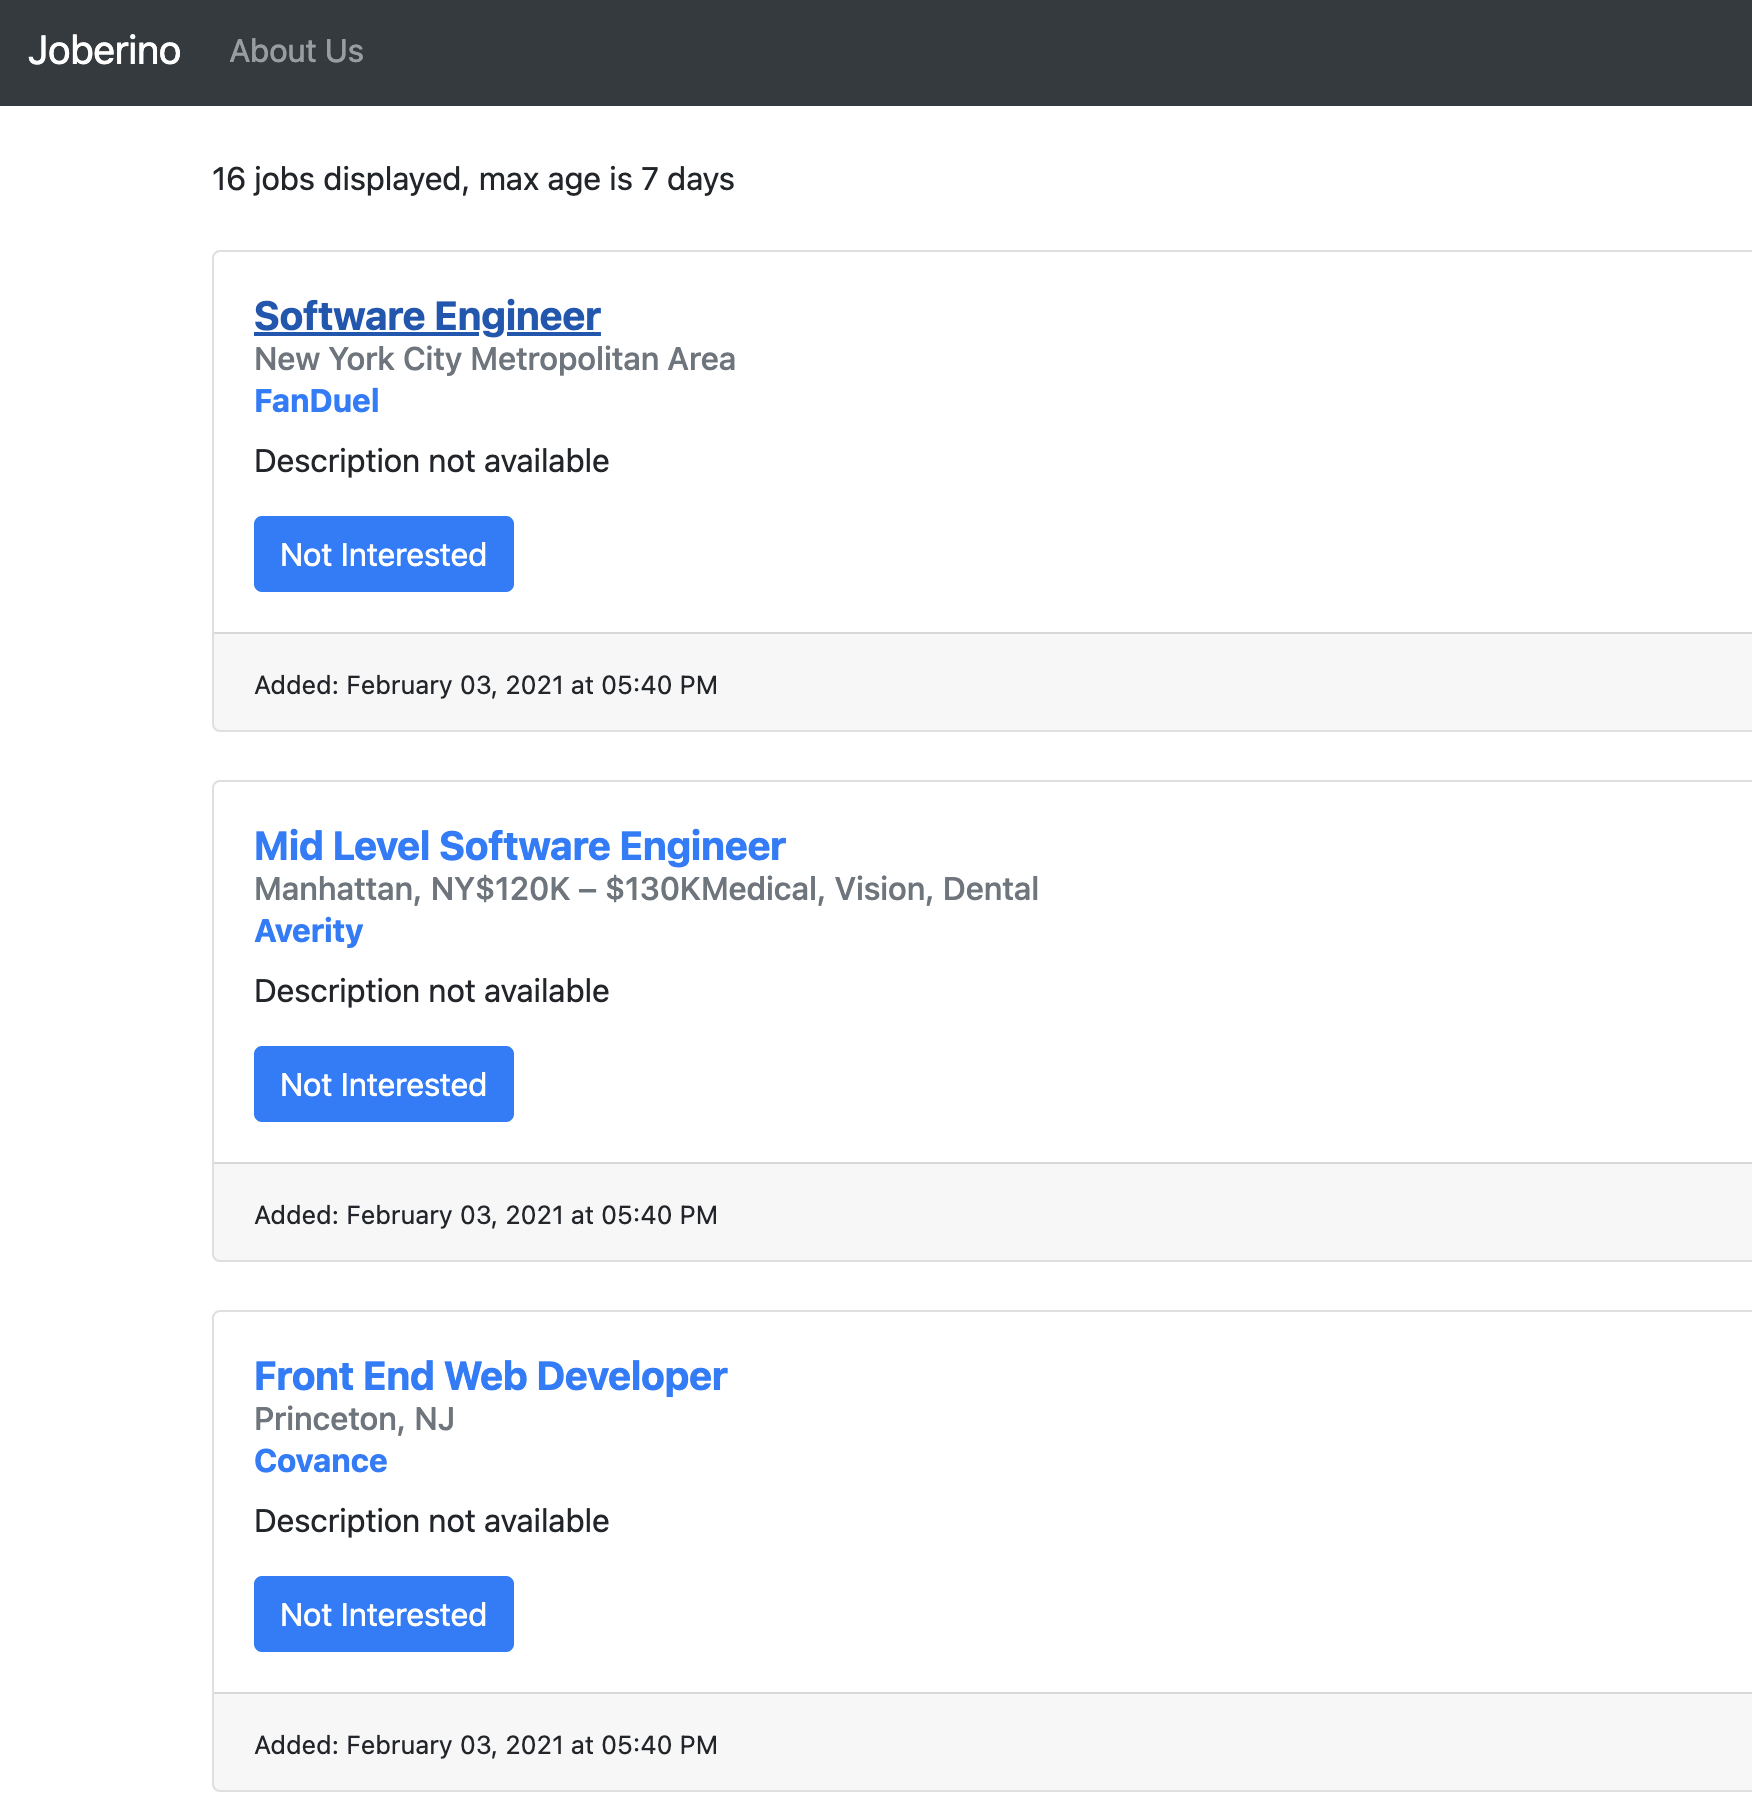 Joberino About Us
16 jobs displayed, max age is 7 days
Software Engineer
New York City Metropolitan Area
FanDuel
Description not available
Not Interested
Added: February 03, 2021 at 05:40 PM
Mid Level Software Engineer
Manhattan, NY$120K – $130KMedical, Vision, Dental
Averity
Description not available
Not Interested
Added: February 03, 2021 at 05:40 PM
Front End Web Developer
Princeton, NJ
Covance
Description not available
Not Interested
Added: February 03, 2021 at 05:40 PM